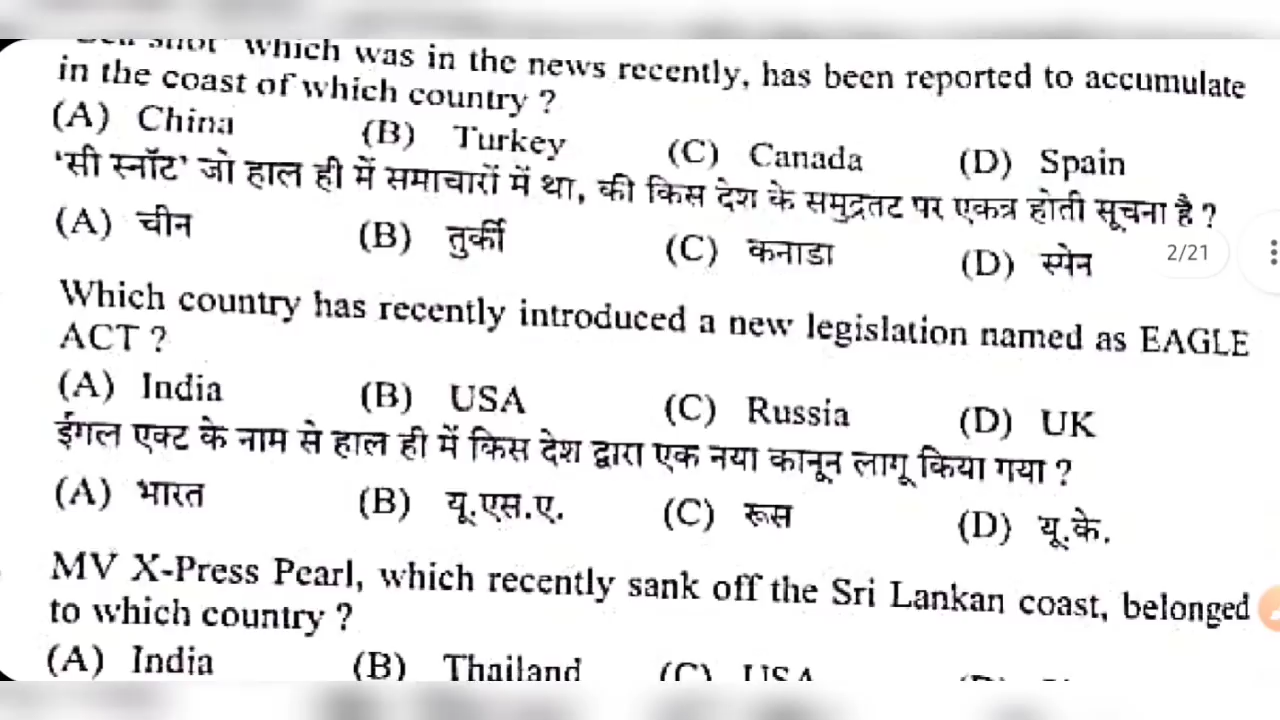 which was in the news recently, has been reported to accumulate
in the coast of which country ?
(A) China (B) Turkey (C) Canada (D) Spain
‘सी स्नॉट’ जो हाल ही में समाचारों में था, की किस देश के समुद्रतट पर एकत्र होती सूचना है ?
(A) चीन (B) तुर्की (C) कनाडा (D) स्पेन
2/21
Which country has recently introduced a new legislation named as EAGLE
ACT ?
(A) India (B) USA (C) Russia (D) UK
ईगल एक्ट के नाम से हाल ही में किस देश द्वारा एक नया कानून लागू किया गया ?
(A) भारत (B) यू.एस.ए. (C) रूस (D) यू.के.
MV X-Press Pearl, which recently sank off the Sri Lankan coast, belonged
to which country ?
(A) India (B) Thailand (C) USA